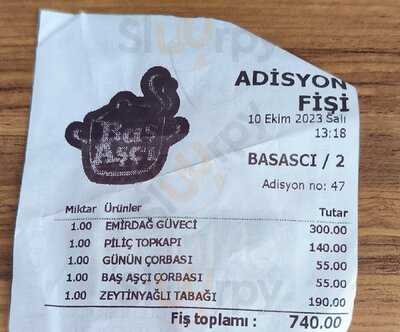 Sluurpy
Baş
Aşçı
ADİSYON
FİŞİ
10 Ekim 2023 Salı
13:18
BASASCI / 2
Adisyon no: 47
Miktar Ürünler Tutar
1.00 EMİRDAĞ GÜVECİ 300.00
1.00 PİLİÇ TOPKAPI 140.00
1.00 GÜNÜN ÇORBASI 55.00
1.00 BAŞ AŞÇI ÇORBASI 55.00
1.00 ZEYTİNYAĞLI TABAĞI 190.00
Fiş toplamı : 740.00